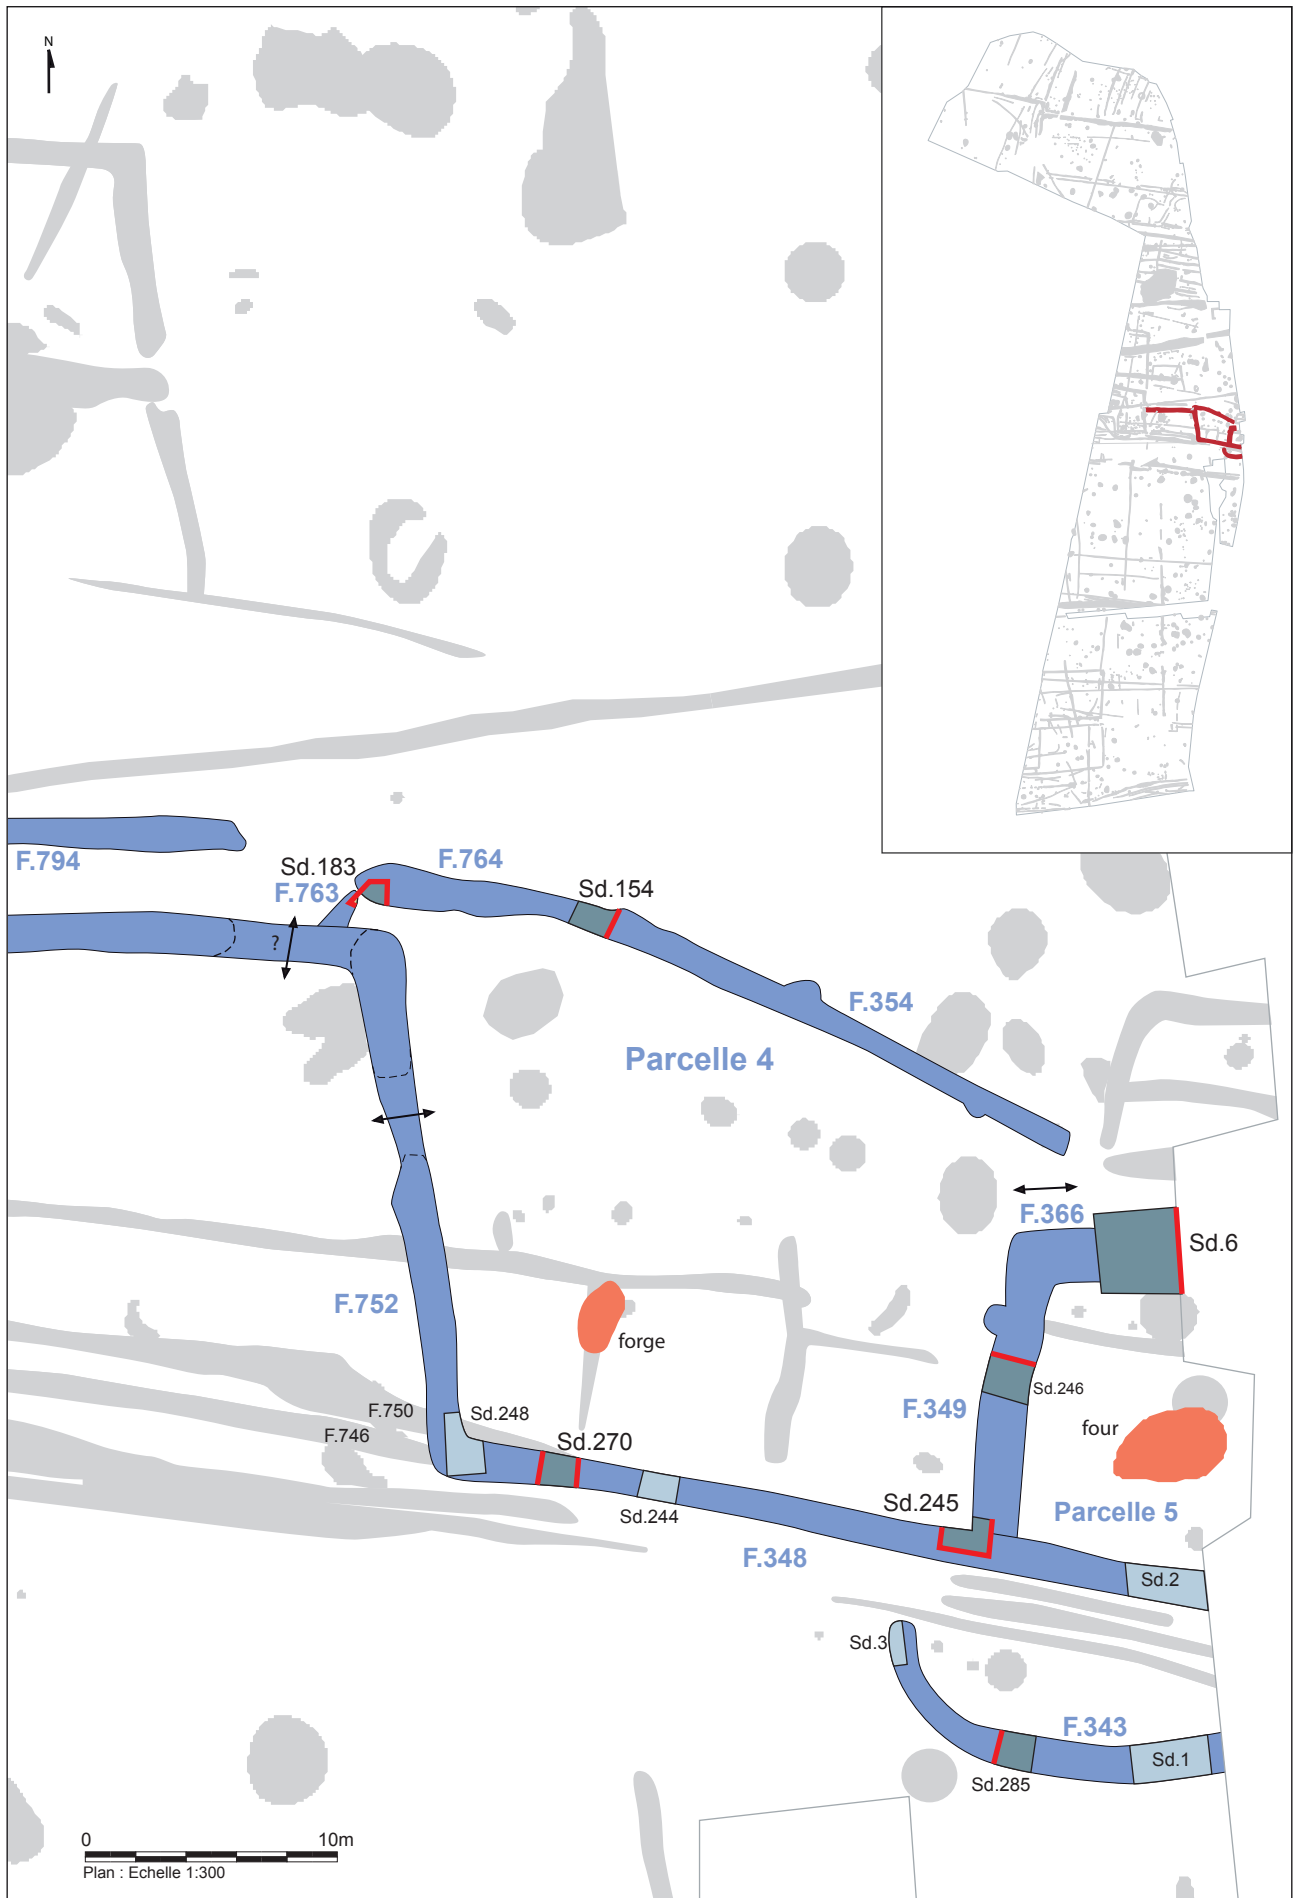 N
F.794
Sd.183
F.763
F.764
Sd.154
?
F.354
Parcelle 4
F.366
Sd.6
F.752
forge
Sd.246
F.349
four
F.750
Sd.248
F.746
Sd.270
Sd.245
Parcelle 5
Sd.244
F.348
Sd.2
Sd.3
F.343
Sd.1
Sd.285
0 10m
Plan : Echelle 1:300